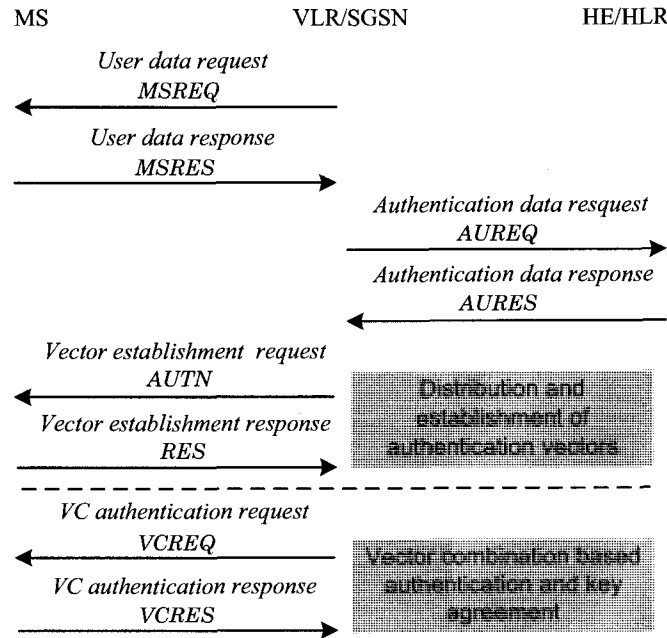 MS VLR/SGSN HE/HLR
User data request
MSREQ
User data response
MSRES
Authentication data resquest
AUREQ
Authentication data response
AURES
Vector establishment request
AUTN
Vector establishment response
RES
Distribution and
establishment of
authentication vectors
VC authentication request
VCREQ
VC authentication response
VCRES
Vector combination based
authentication and key
agreement